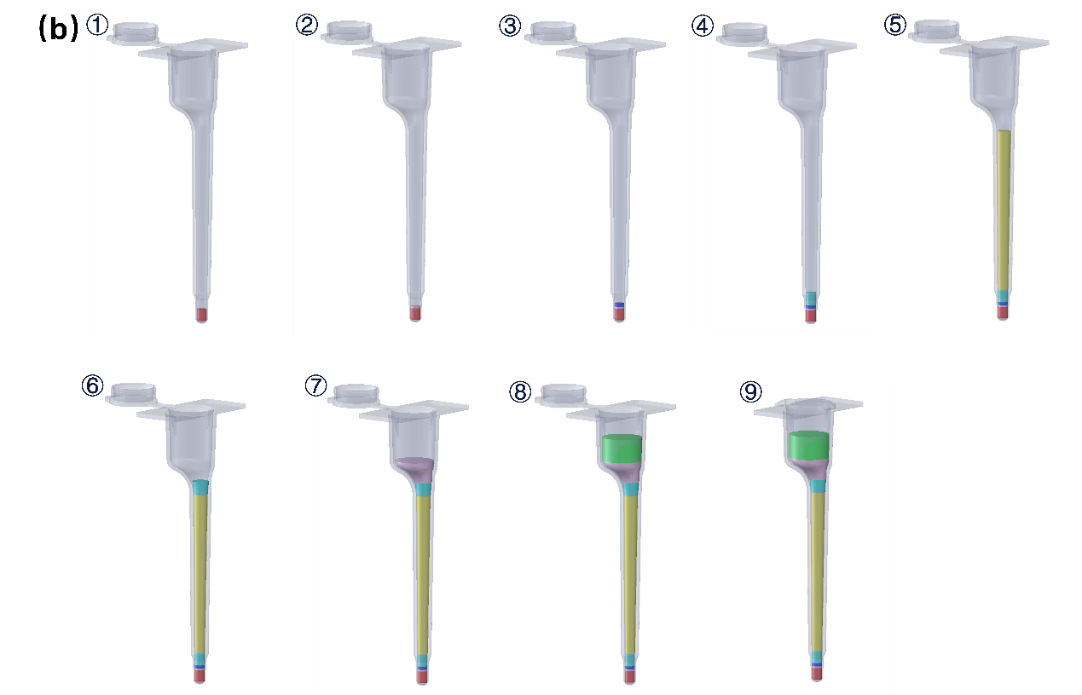 (b) ① ② ③ ④ ⑤
⑥ ⑦ ⑧ ⑨